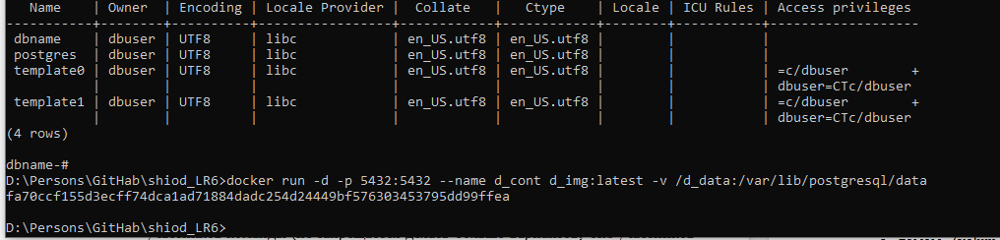 Name | Owner | Encoding | Locale Provider | Collate | Ctype | Locale | ICU Rules | Access privileges
-----------+--------+----------+-----------------+------------+------------+--------+-----------+-------------------
dbname | dbuser | UTF8 | libc | en_US.utf8 | en_US.utf8 | | |
postgres | dbuser | UTF8 | libc | en_US.utf8 | en_US.utf8 | | |
template0 | dbuser | UTF8 | libc | en_US.utf8 | en_US.utf8 | | | =c/dbuser +
| | | | | | | | dbuser=CTc/dbuser
template1 | dbuser | UTF8 | libc | en_US.utf8 | en_US.utf8 | | | =c/dbuser +
| | | | | | | | dbuser=CTc/dbuser
(4 rows)
dbname-#
D:\Persons\GitHab\shiod_LR6>docker run -d -p 5432:5432 --name d_cont d_img:latest -v /d_data:/var/lib/postgresql/data
fa70ccf155d3ecff74dca1ad71884dadc254d24449bf576303453795dd99ffea
D:\Persons\GitHab\shiod_LR6>